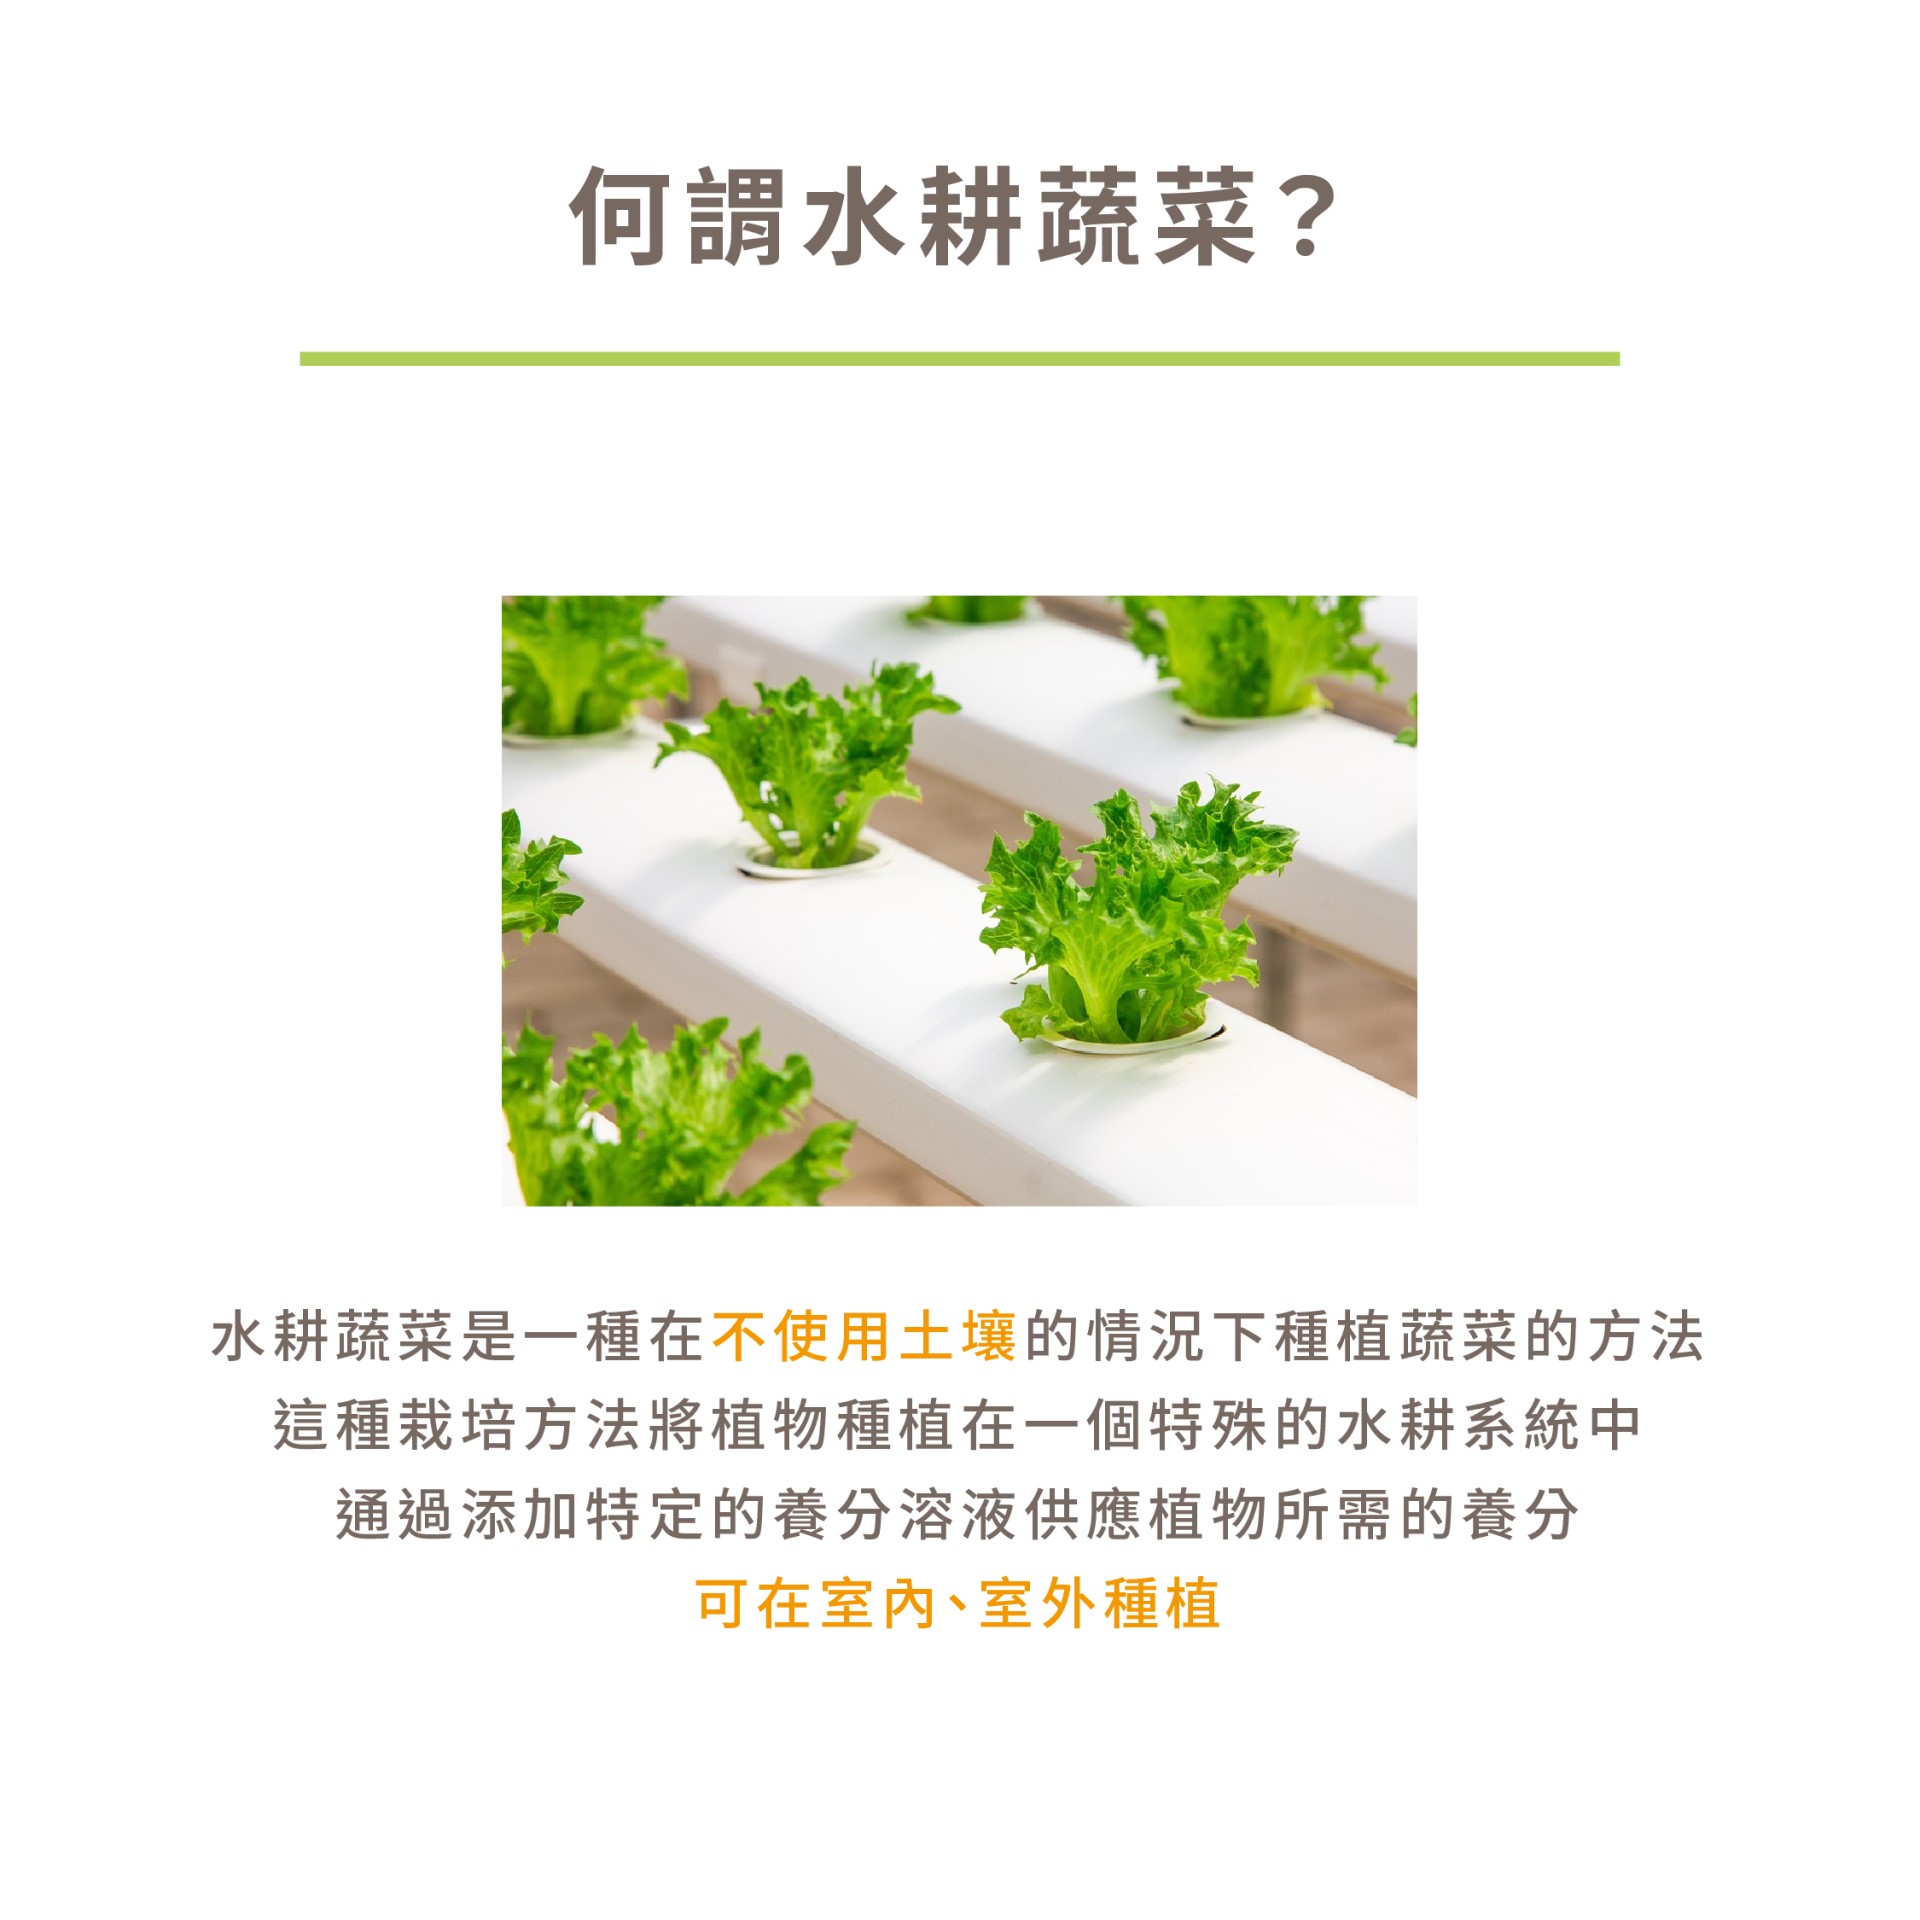 何謂水耕蔬菜？
水耕蔬菜是一種在不使用土壤的情況下種植蔬菜的方法
這種栽培方法將植物種植在一個特殊的水耕系統中
通過添加特定的養分溶液供應植物所需的養分
可在室內、室外種植